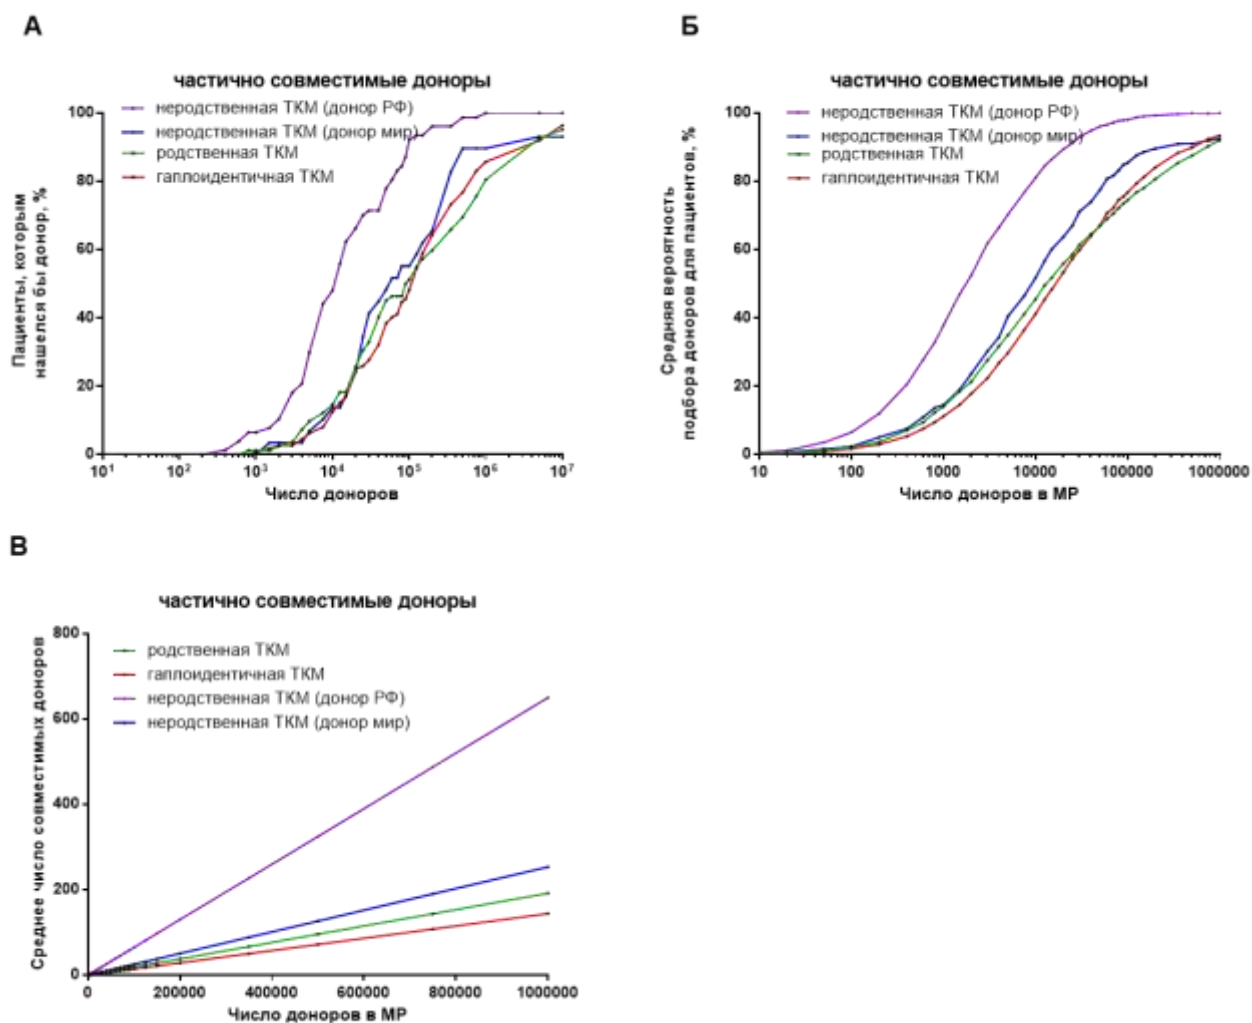 А
частично совместимые доноры
неродственная ТКМ (донор РФ)
неродственная ТКМ (донор мир)
родственная ТКМ
гаплоидентичная ТКМ
Пациенты, которым
нашелся бы донор, %
100
80
60
40
20
0
10¹ 10² 10³ 10⁴ 10⁵ 10⁶ 10⁷
Число доноров
Б
частично совместимые доноры
неродственная ТКМ (донор РФ)
неродственная ТКМ (донор мир)
родственная ТКМ
гаплоидентичная ТКМ
Средняя вероятность
подбора доноров для пациентов, %
100
80
60
40
20
0
10 100 1000 10000 100000 1000000
Число доноров в МР
В
частично совместимые доноры
родственная ТКМ
гаплоидентичная ТКМ
неродственная ТКМ (донор РФ)
неродственная ТКМ (донор мир)
Среднее число совместимых доноров
800
600
400
200
0
0 200000 400000 600000 800000 1000000
Число доноров в МР